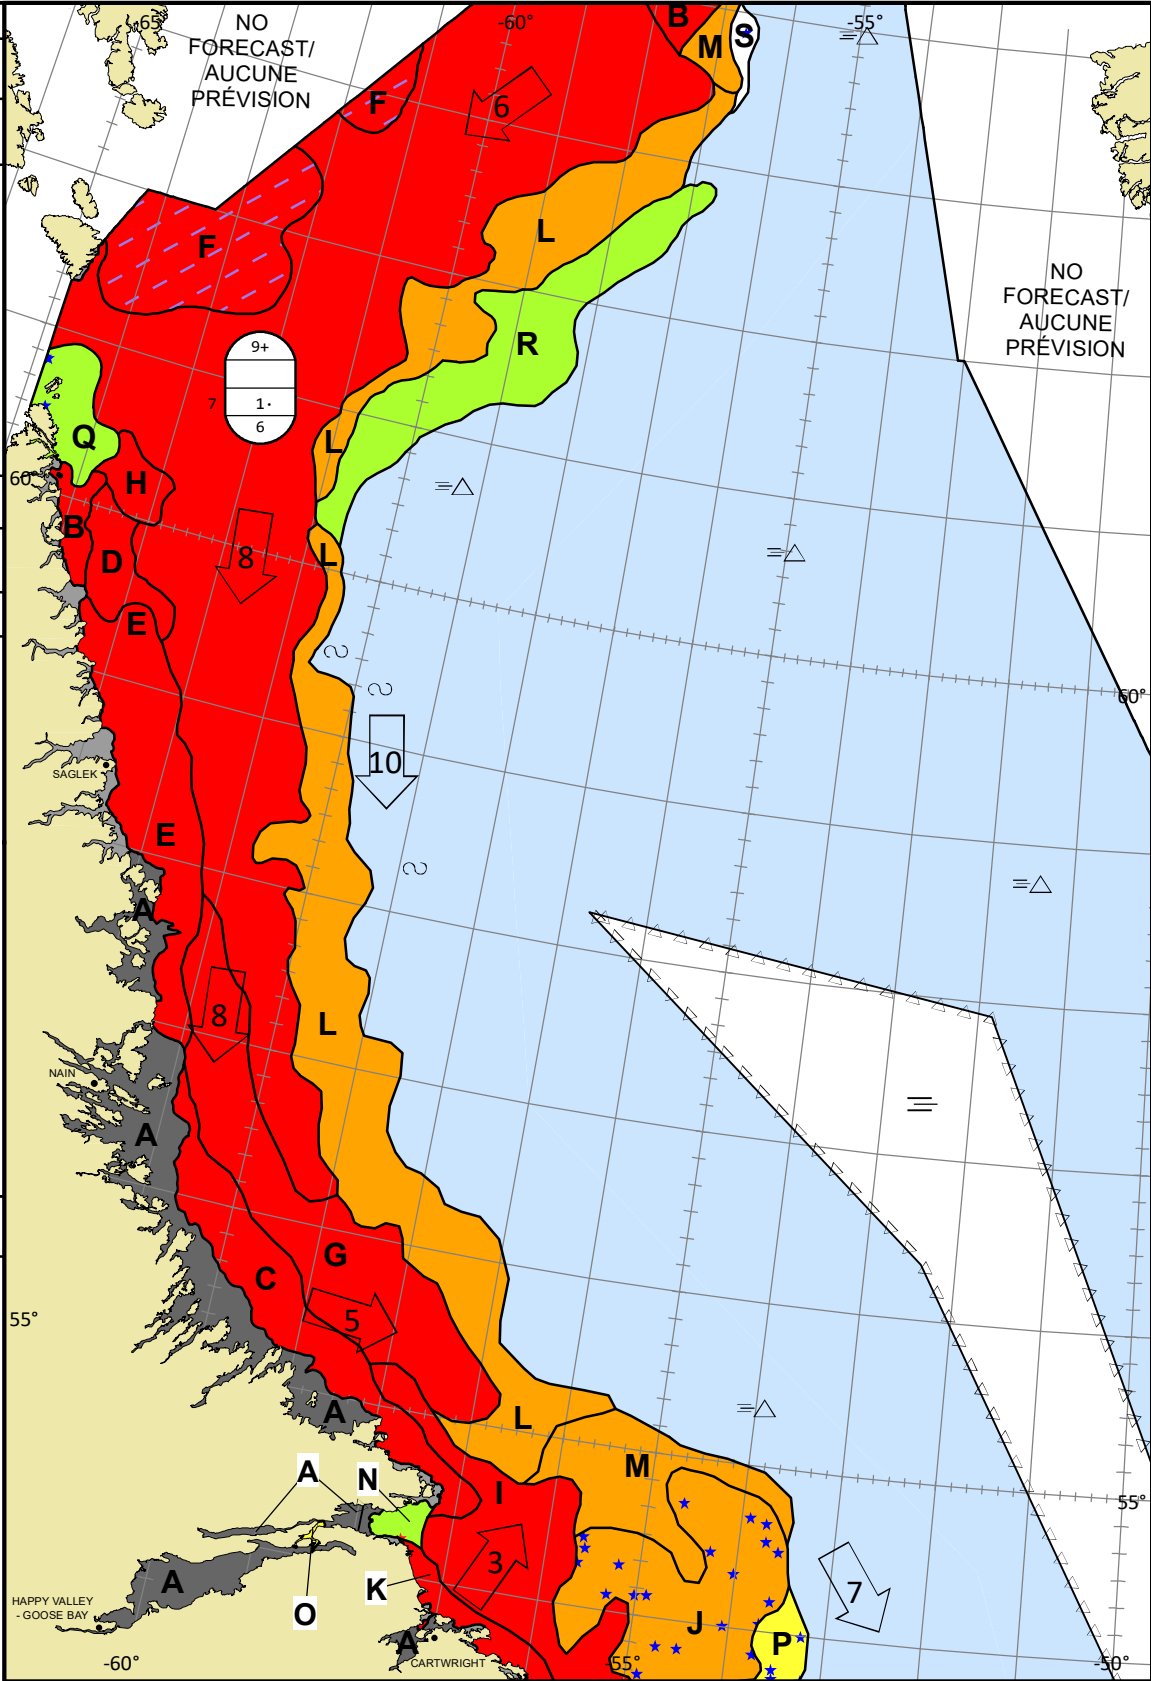 -65°
NO
FORECAST/
AUCUNE
PRÉVISION
-60°
B
M
S
-55°
F
6
F
L
NO
FORECAST/
AUCUNE
PRÉVISION
R
9+
7
1·
6
Q
L
60°
H
B
D
8
L
E
60°
10
SAGLEK
E
A
L
8
NAIN
A
G
C
5
55°
A
L
M
A
N
I
55°
3
A
K
7
HAPPY VALLEY
- GOOSE BAY
O
J
P
A
-60°
CARTWRIGHT
-55°
-50°